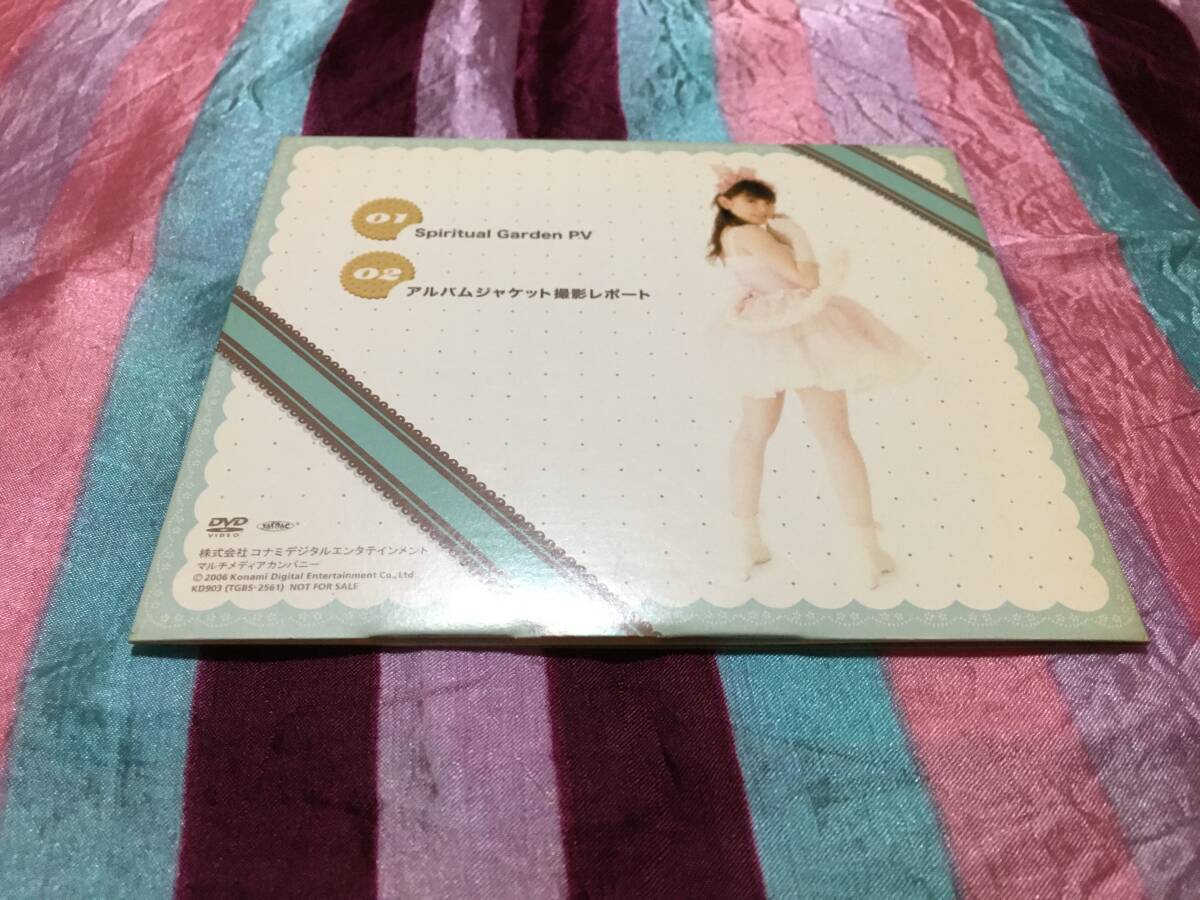 01
Spiritual Garden P.V
02
アルバムジャケット撮影レポート
DVD
VIDEO
株式会社 コナミデジタルエンタテインメント
マルチメディアカンパニー
© 2006 Konami Digital Entertainment Co., Ltd.
KD903 (TGBS-2561) NOT FOR SALE